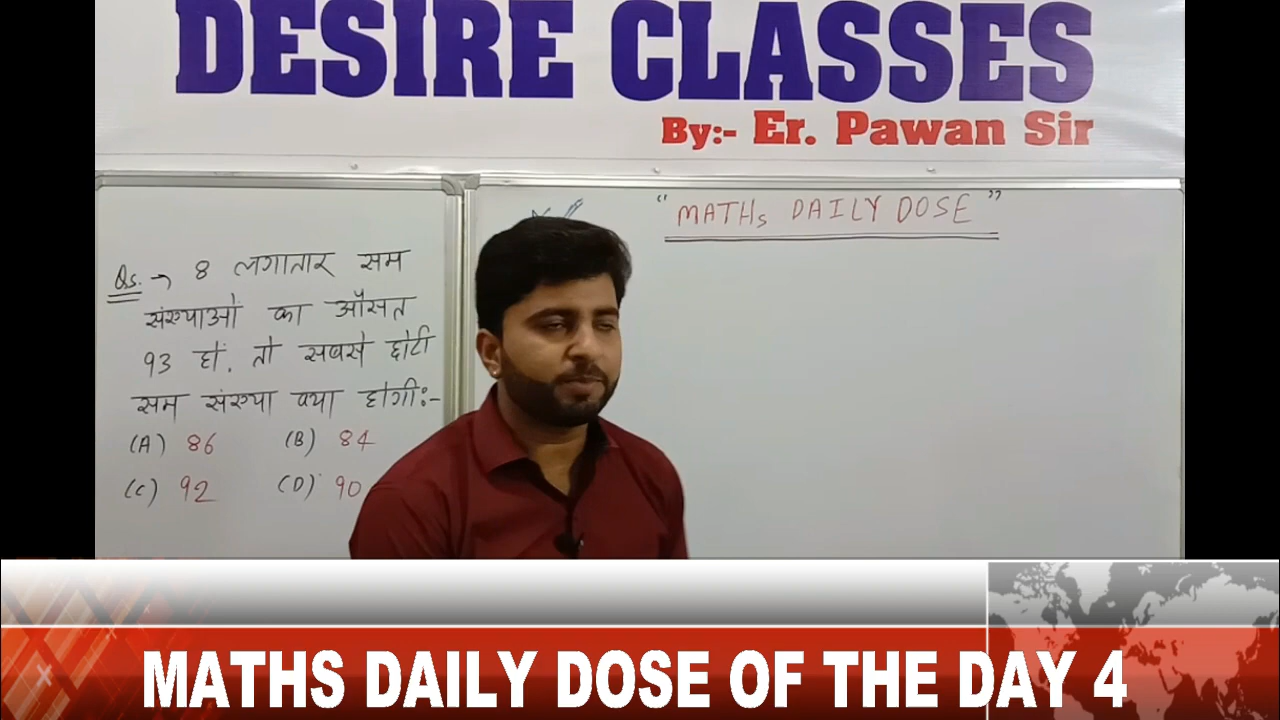 DESIRE CLASSES
By:- Er. Pawan Sir
"MATHs DAILY DOSE"
Qs. → 8 लगातार सम
संख्याओं का औसत
93 हो. तो सबसे छोटी
सम संख्या क्या होगी:-
(A) 86 (B) 84
(C) 92 (D) 90
MATHS DAILY DOSE OF THE DAY 4